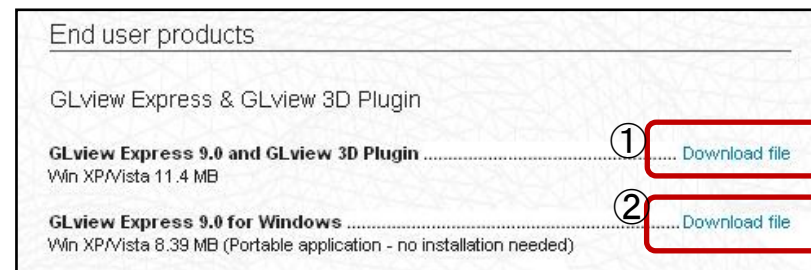 End user products
GLview Express & GLview 3D Plugin
① GLview Express 9.0 and GLview 3D Plugin ........................................................ Download file
Win XP/Vista 11.4 MB
② GLview Express 9.0 for Windows ........................................................................ Download file
Win XP/Vista 8.39 MB (Portable application - no installation needed)